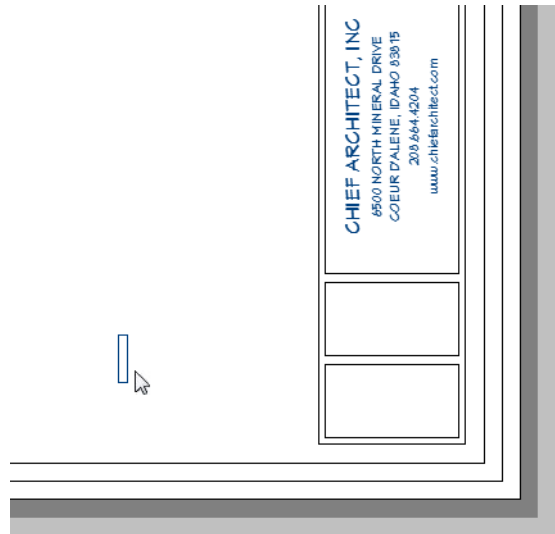 CHIEF ARCHITECT, INC
6500 NORTH MINERAL DRIVE
COEUR D'ALENE, IDAHO 83815
208.664.4204
www.chiefarchitect.com